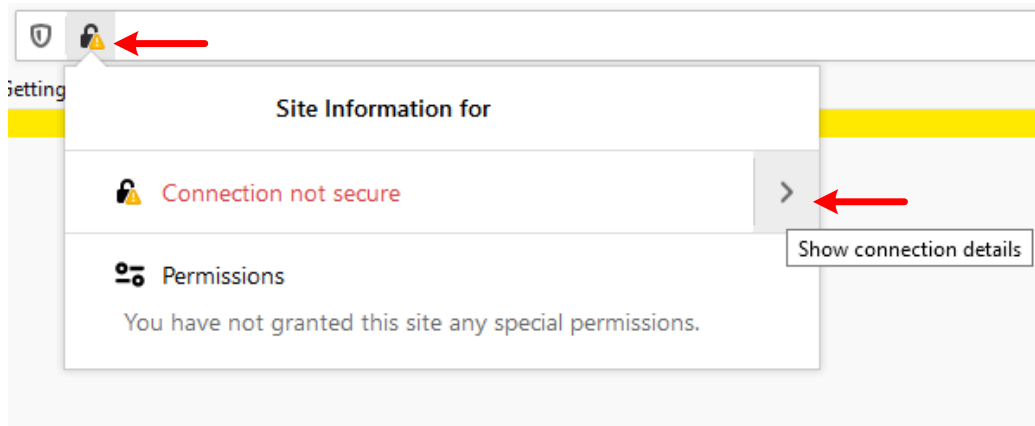 Getting
Site Information for
Connection not secure
Show connection details
Permissions
You have not granted this site any special permissions.